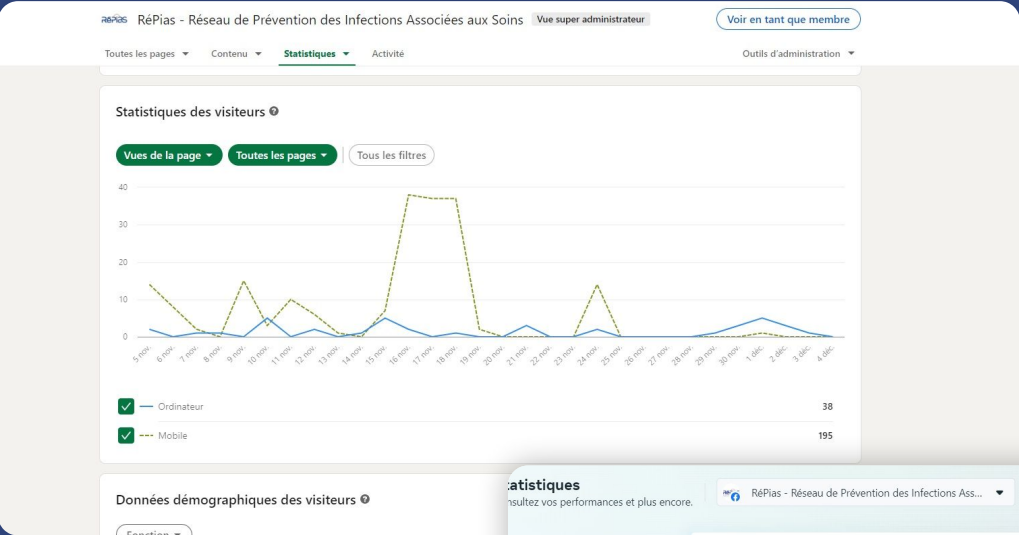 RéPias RéPias - Réseau de Prévention des Infections Associées aux Soins Vue super administrateur Voir en tant que membre
Toutes les pages Contenu Statistiques Activité Outils d'administration
Statistiques des visiteurs
Vues de la page Toutes les pages Tous les filtres
40
30
20
10
0
5 nov. 6 nov. 7 nov. 8 nov. 9 nov. 10 nov. 11 nov. 12 nov. 13 nov. 14 nov. 15 nov. 16 nov. 17 nov. 18 nov. 19 nov. 20 nov. 21 nov. 22 nov. 23 nov. 24 nov. 25 nov. 26 nov. 27 nov. 28 nov. 29 nov. 30 nov. 1 déc. 2 déc. 3 déc. 4 déc.
Ordinateur 38
Mobile 195
Données démographiques des visiteurs
Fonction
tatistiques
nsultez vos performances et plus encore.
RéPias - Réseau de Prévention des Infections Ass...